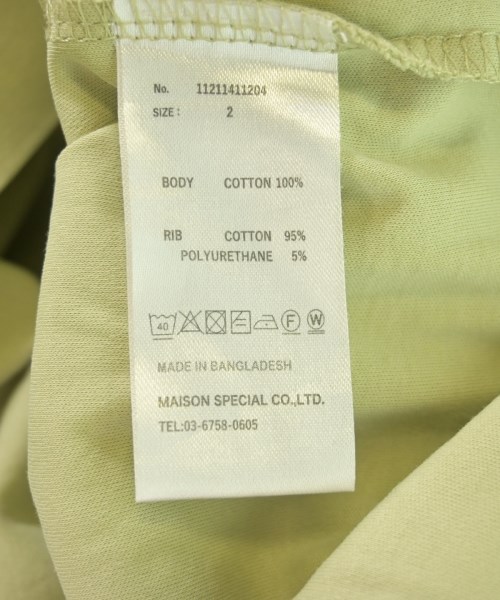 No. 11211411204
SIZE: 2
BODY COTTON 100%
RIB COTTON 95%
POLYURETHANE 5%
40 F W
MADE IN BANGLADESH
MAISON SPECIAL CO.,LTD.
TEL:03-6758-0605